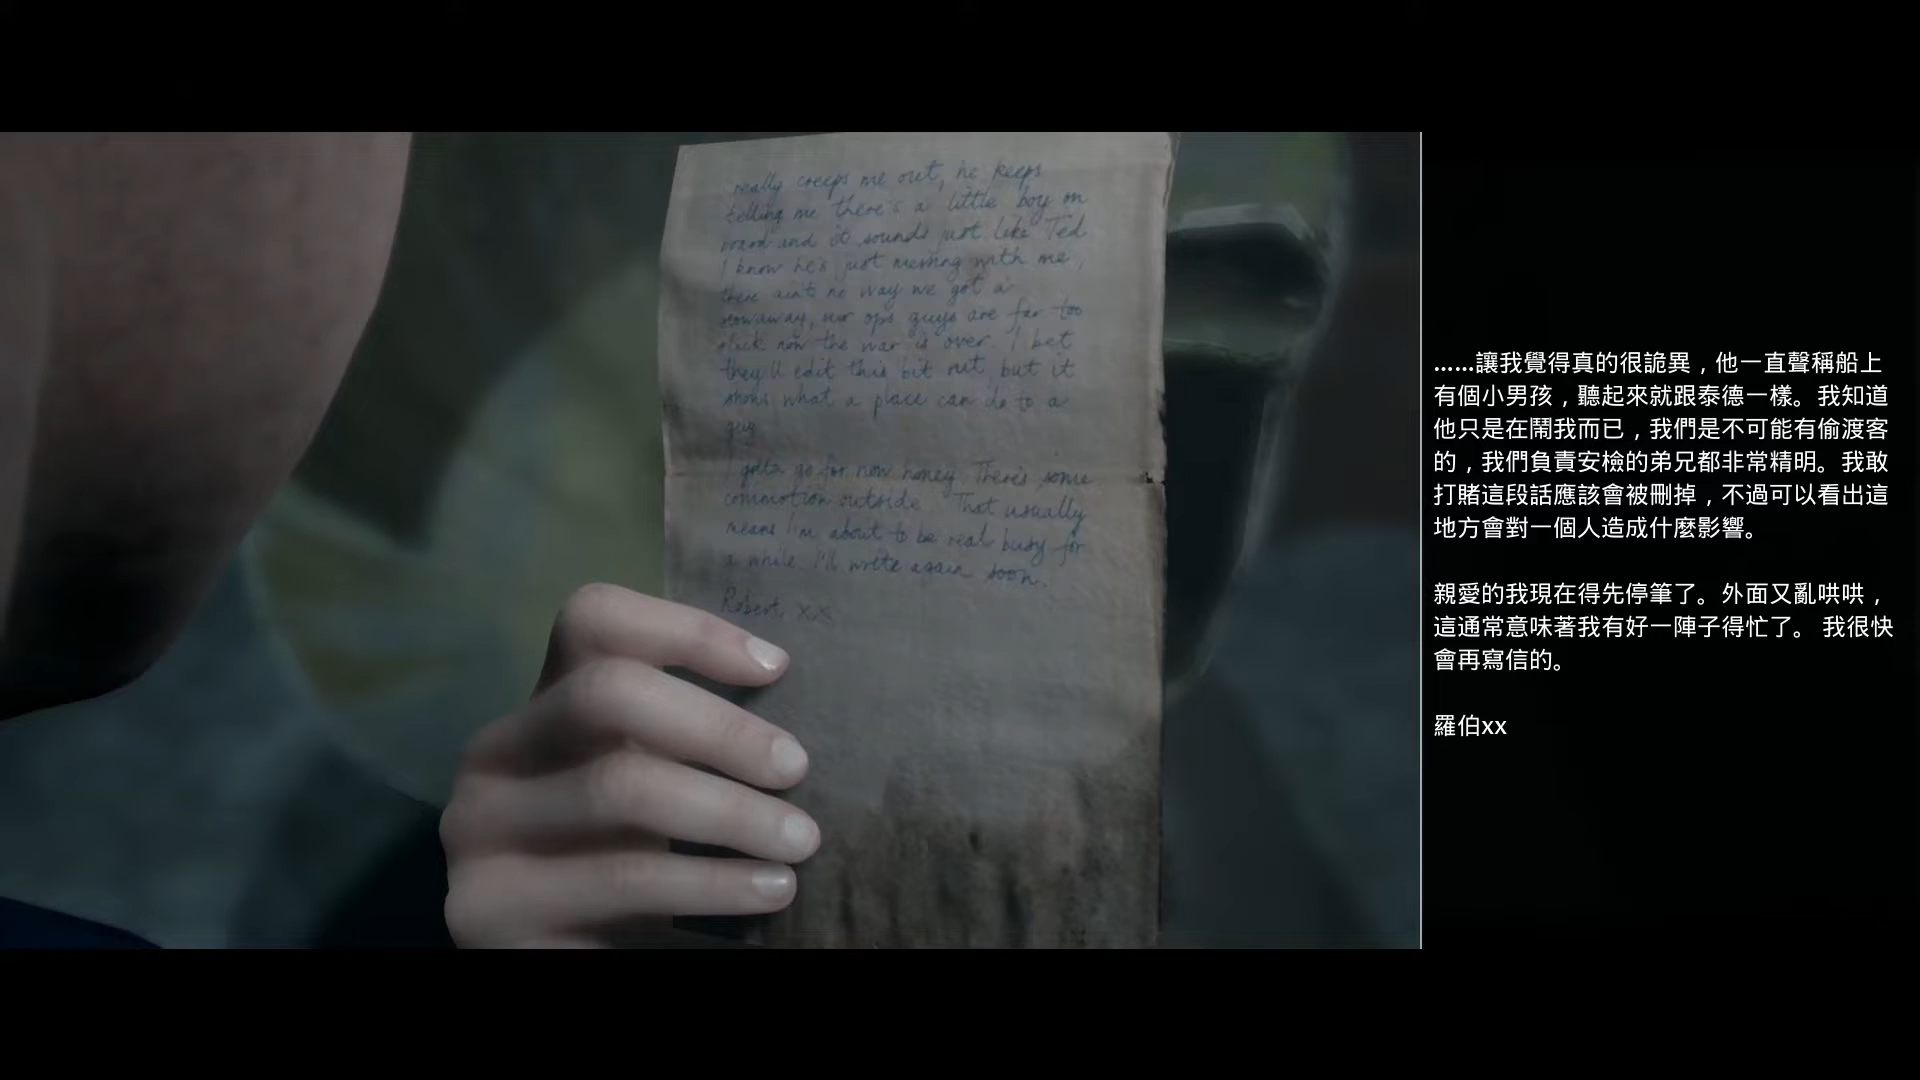 really creeps me out, he keeps
telling me there's a little boy on
board and it sounds just like Ted
I know he's just messing with me,
there ain't no way we got a
stowaway, our ops guys are far too
slick now the war is over. I bet
they'll edit this bit out but it
shows what a place can do to a
guy
I gotta go for now honey. There's some
commotion outside. That usually
means I'm about to be real busy for
a while. I'll write again soon.
Robert xx
……讓我覺得真的很詭異，他一直聲稱船上
有個小男孩，聽起來就跟泰德一樣。我知道
他只是在鬧我而已，我們是不可能有偷渡客
的，我們負責安檢的弟兄都非常精明。我敢
打賭這段話應該會被刪掉，不過可以看出這
地方會對一個人造成什麼影響。
親愛的我現在得先停筆了。外面又亂哄哄，
這通常意味著我有好一陣子得忙了。 我很快
會再寫信的。
羅伯xx